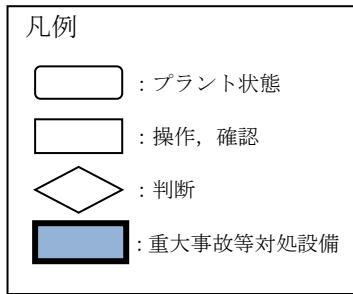 凡例
：プラント状態
：操作，確認
：判断
：重大事故等対処設備